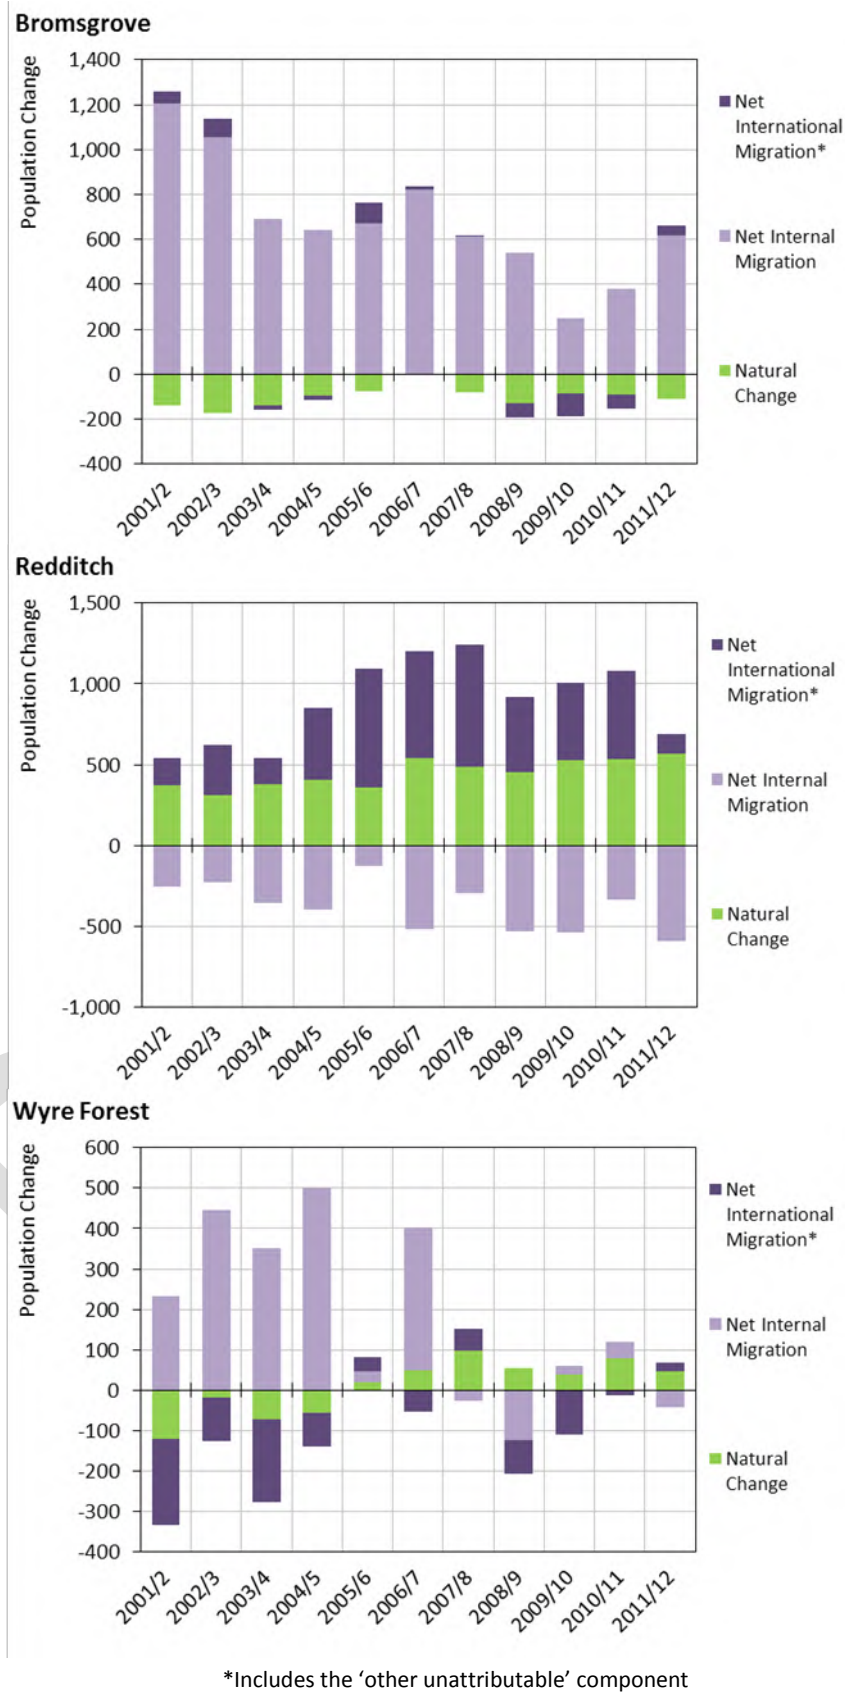 Bromsgrove
Population Change
1,400
1,200
1,000
800
600
400
200
0
-200
-400
2001/2
2002/3
2003/4
2004/5
2005/6
2006/7
2007/8
2008/9
2009/10
2010/11
2011/12
Net
International
Migration*
Net Internal
Migration
Natural
Change
Redditch
Population Change
1,500
1,000
500
0
-500
-1,000
2001/2
2002/3
2003/4
2004/5
2005/6
2006/7
2007/8
2008/9
2009/10
2010/11
2011/12
Net
International
Migration*
Net Internal
Migration
Natural
Change
Wyre Forest
Population Change
600
500
400
300
200
100
0
-100
-200
-300
-400
2001/2
2002/3
2003/4
2004/5
2005/6
2006/7
2007/8
2008/9
2009/10
2010/11
2011/12
Net
International
Migration*
Net Internal
Migration
Natural
Change
*Includes the ‘other unattributable’ component